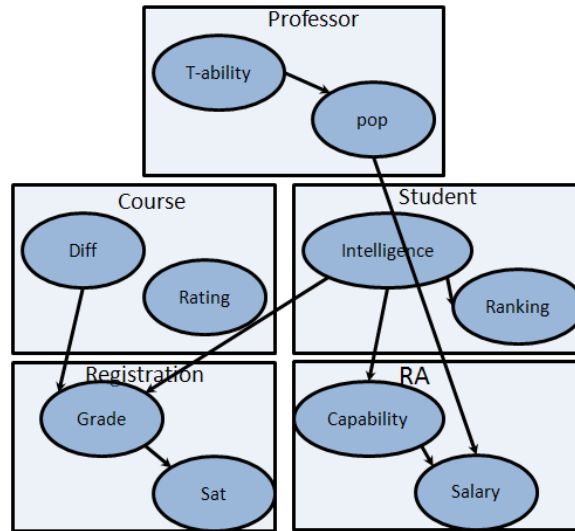 Professor
T-ability
pop
Course
Student
Diff
Intelligence
Rating
Ranking
Registration
RA
Grade
Capability
Sat
Salary